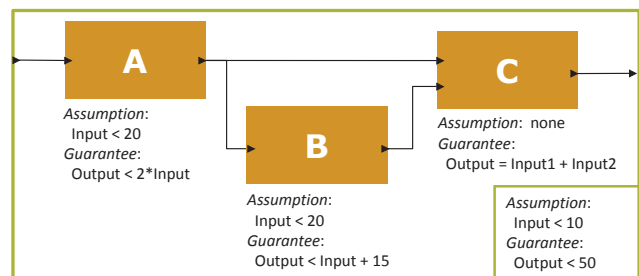 A
Assumption:
Input < 20
Guarantee:
Output < 2*Input
B
Assumption:
Input < 20
Guarantee:
Output < Input + 15
C
Assumption: none
Guarantee:
Output = Input1 + Input2
Assumption:
Input < 10
Guarantee:
Output < 50